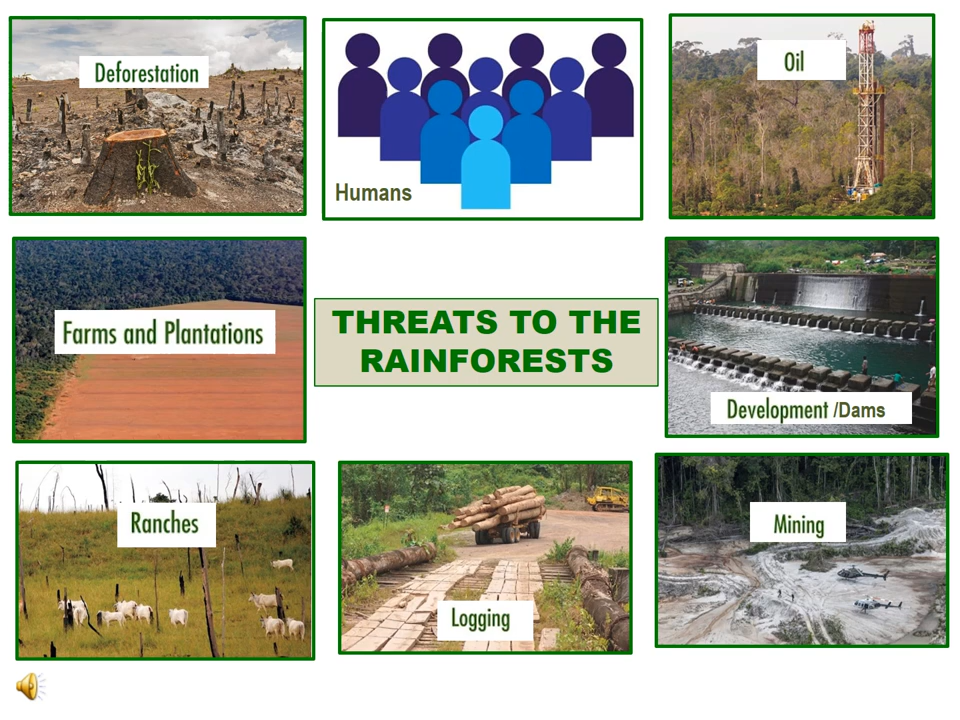 Deforestation
Humans
Oil
Farms and Plantations
THREATS TO THE
RAINFORESTS
Development /Dams
Ranches
Logging
Mining